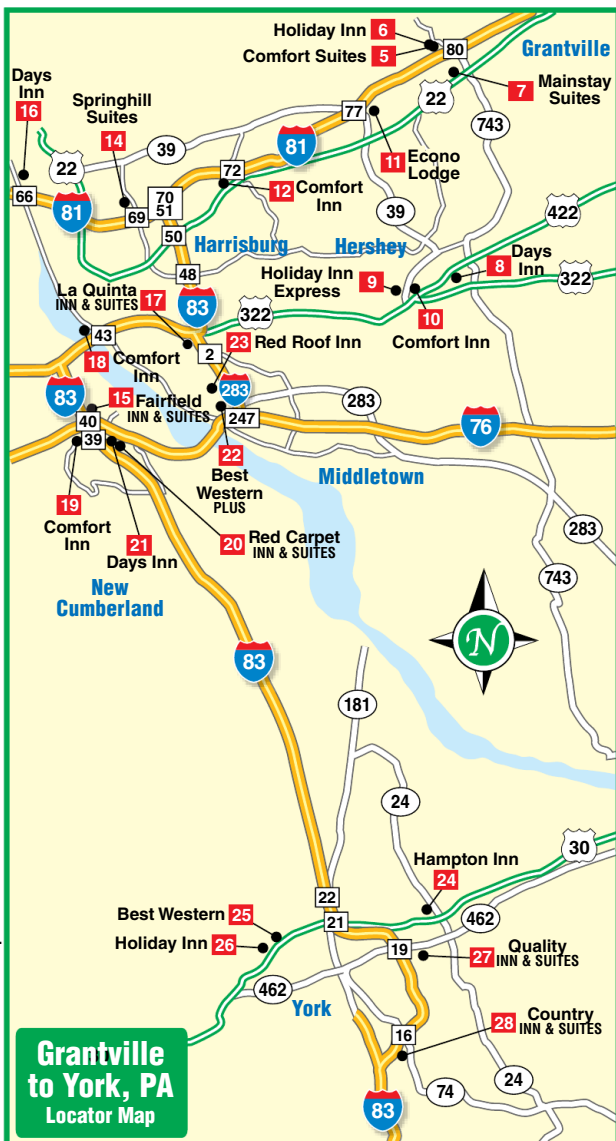 Holiday Inn 6
Comfort Suites 5
80
Grantville
7 Mainstay
Suites
22
Days
Inn
16
Springhill
Suites
14
39
22
77
743
81
11 Econo
Lodge
72
12 Comfort
Inn
39
66
81
70
51
69
50
Harrisburg
Hershey
422
48
Holiday Inn
Express
9
8 Days
Inn
322
La Quinta
INN & SUITES
17
83
322
10
Comfort Inn
43
2
23 Red Roof Inn
18 Comfort
Inn
283
83
15 Fairfield
INN & SUITES
283
40
39
247
76
22
Best
Western
PLUS
Middletown
19
Comfort
Inn
21
Days Inn
20 Red Carpet
INN & SUITES
283
New
Cumberland
743
N
83
181
24
30
Hampton Inn
24
22
21
Best Western 25
Holiday Inn 26
462
19
27 Quality
INN & SUITES
462
York
28 Country
INN & SUITES
16
Grantville
to York, PA
Locator Map
83
74
24